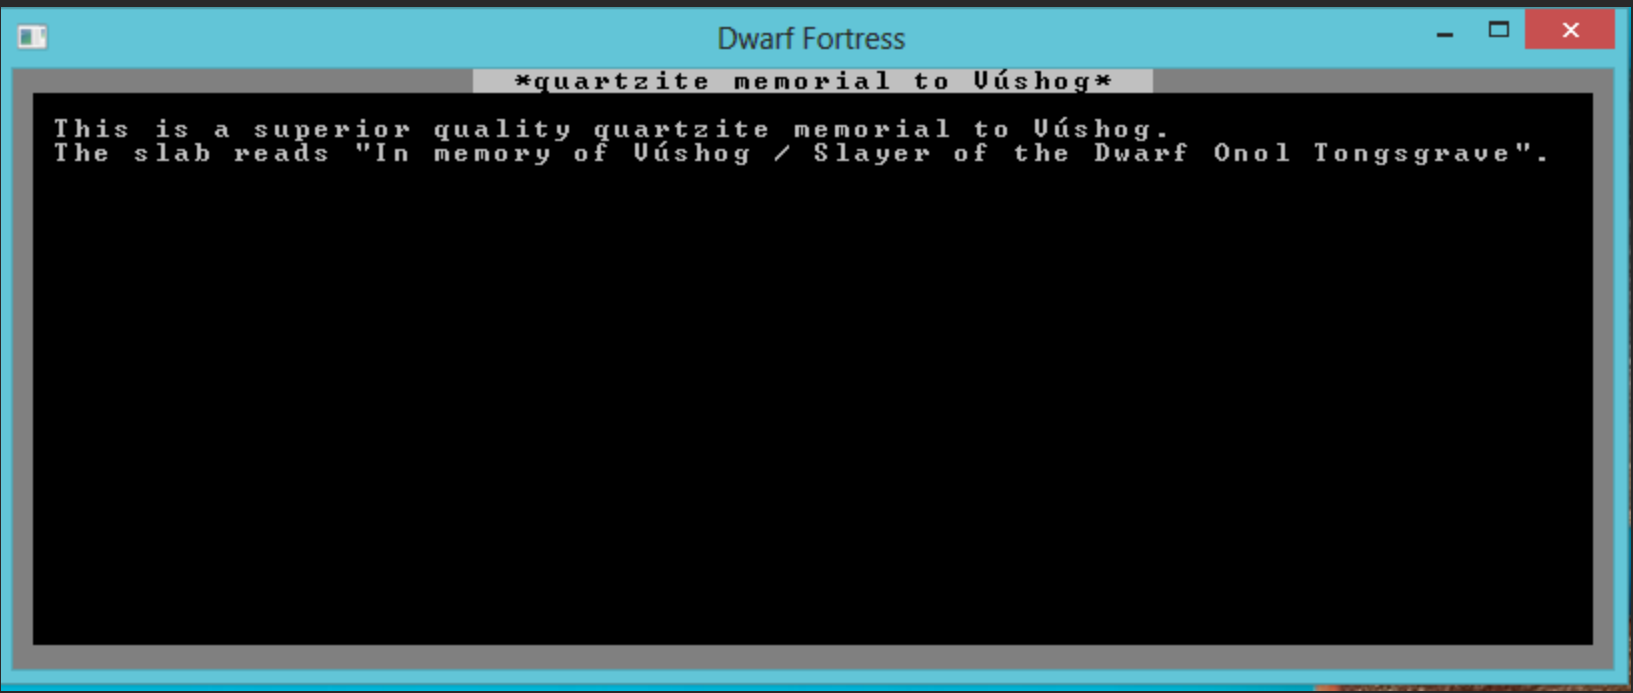 Dwarf Fortress
*quartzite memorial to Vúshog*
This is a superior quality quartzite memorial to Vúshog.
The slab reads "In memory of Vúshog / Slayer of the Dwarf Onol Tongsgrave".